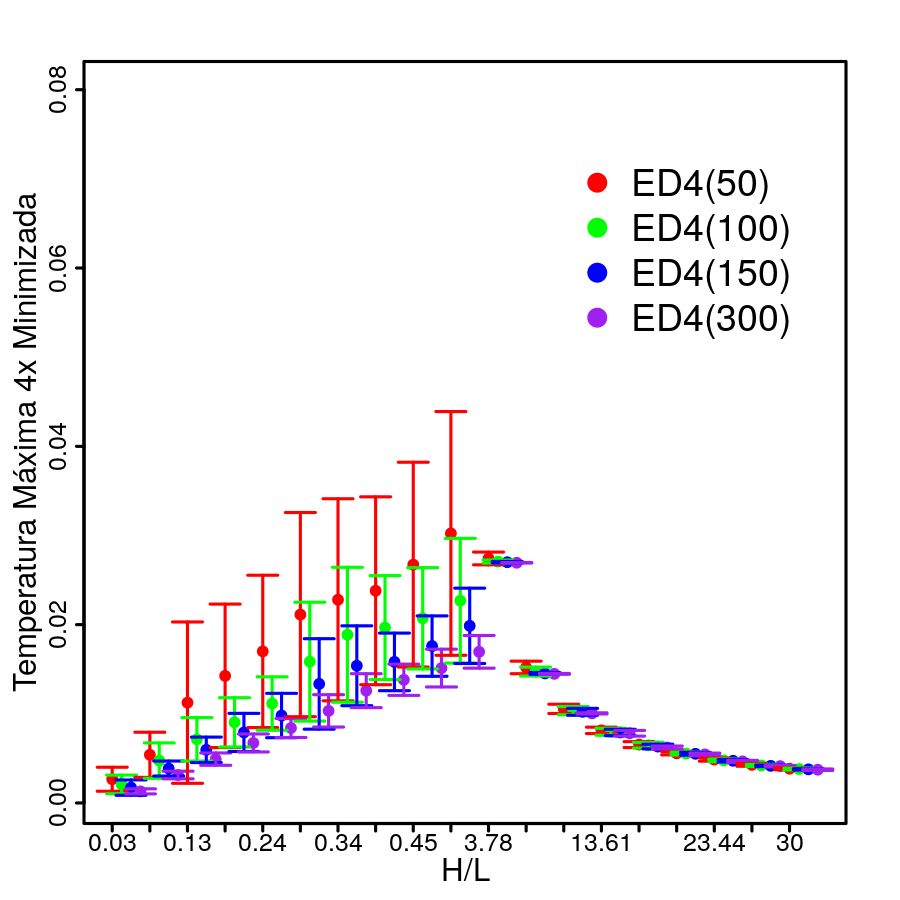 0.08
0.06
0.04
0.02
0.00
Temperatura Máxima 4x Minimizada
ED4(50)
ED4(100)
ED4(150)
ED4(300)
0.03 0.13 0.24 0.34 0.45 3.78 13.61 23.44 30
H/L